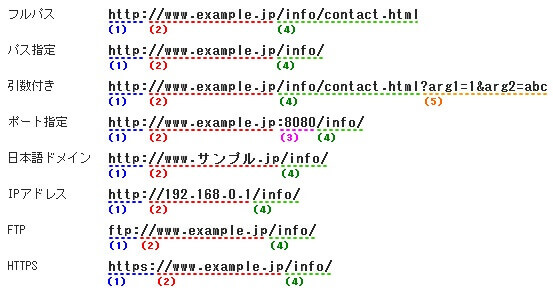 フルパス http://www.example.jp/info/contact.html
(1) (2) (4)
パス指定 http://www.example.jp/info/
(1) (2) (4)
引数付き http://www.example.jp/info/contact.html?arg1=1&arg2=abc
(1) (2) (4) (5)
ポート指定 http://www.example.jp:8080/info/
(1) (2) (3) (4)
日本語ドメイン http://www.サンプル.jp/info/
(1) (2) (4)
IPアドレス http://192.168.0.1/info/
(1) (2) (4)
FTP ftp://www.example.jp/info/
(1) (2) (4)
HTTPS https://www.example.jp/info/
(1) (2) (4)